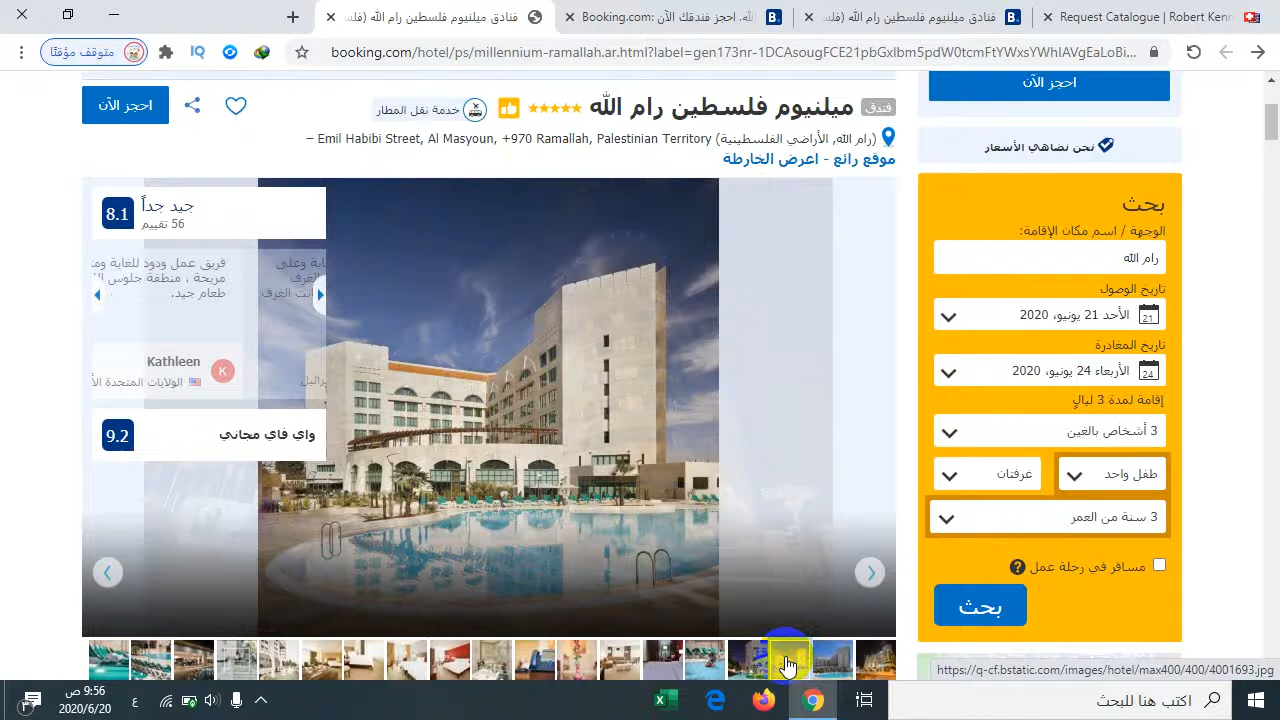 فنادق ميلنيوم فلسطين رام الله (فلس
Booking.com: الله. احجز فندقك الآن.
فنادق ميلنيوم فلسطين رام الله (فلس
Request Catalogue | Robert Kenn
متوقف مؤقتًا
booking.com/hotel/ps/millennium-ramallah.ar.html?label=gen173nr-1DCAsougFCE21pbGxlbm5pdW0tcmFtYWxsYWhIAVgEaLoBi...
احجز الآن
فندق
ميلنيوم فلسطين رام الله
خدمة نقل المطار
احجز الآن
Emil Habibi Street, Al Masyoun, +970 Ramallah, Palestinian Territory (رام الله, الأراضي الفلسطينية) –
موقع رائع - اعرض الخارطة
نحن نضاهي الأسعار
8.1
جيد جداً
56 تقييم
فريق عمل ودود للغاية
مريحة ، منطقة جلوس
طعام جيد.
Kathleen
K
الولايات المتحدة
9.2
واي فاي مجاني
بحث
الوجهة / اسم مكان الإقامة:
رام الله
تاريخ الوصول
21
الأحد 21 يونيو، 2020
تاريخ المغادرة
24
الأربعاء 24 يونيو، 2020
إقامة لمدة 3 ليالٍ
3 أشخاص بالغين
طفل واحد
غرفتان
3 سنة من العمر
مسافر في رحلة عمل
بحث
https://q-cf.bstatic.com/images/hotel/max400/400/4001693.jpg
اكتب هنا للبحث
ع
9:56 ص
2020/6/20